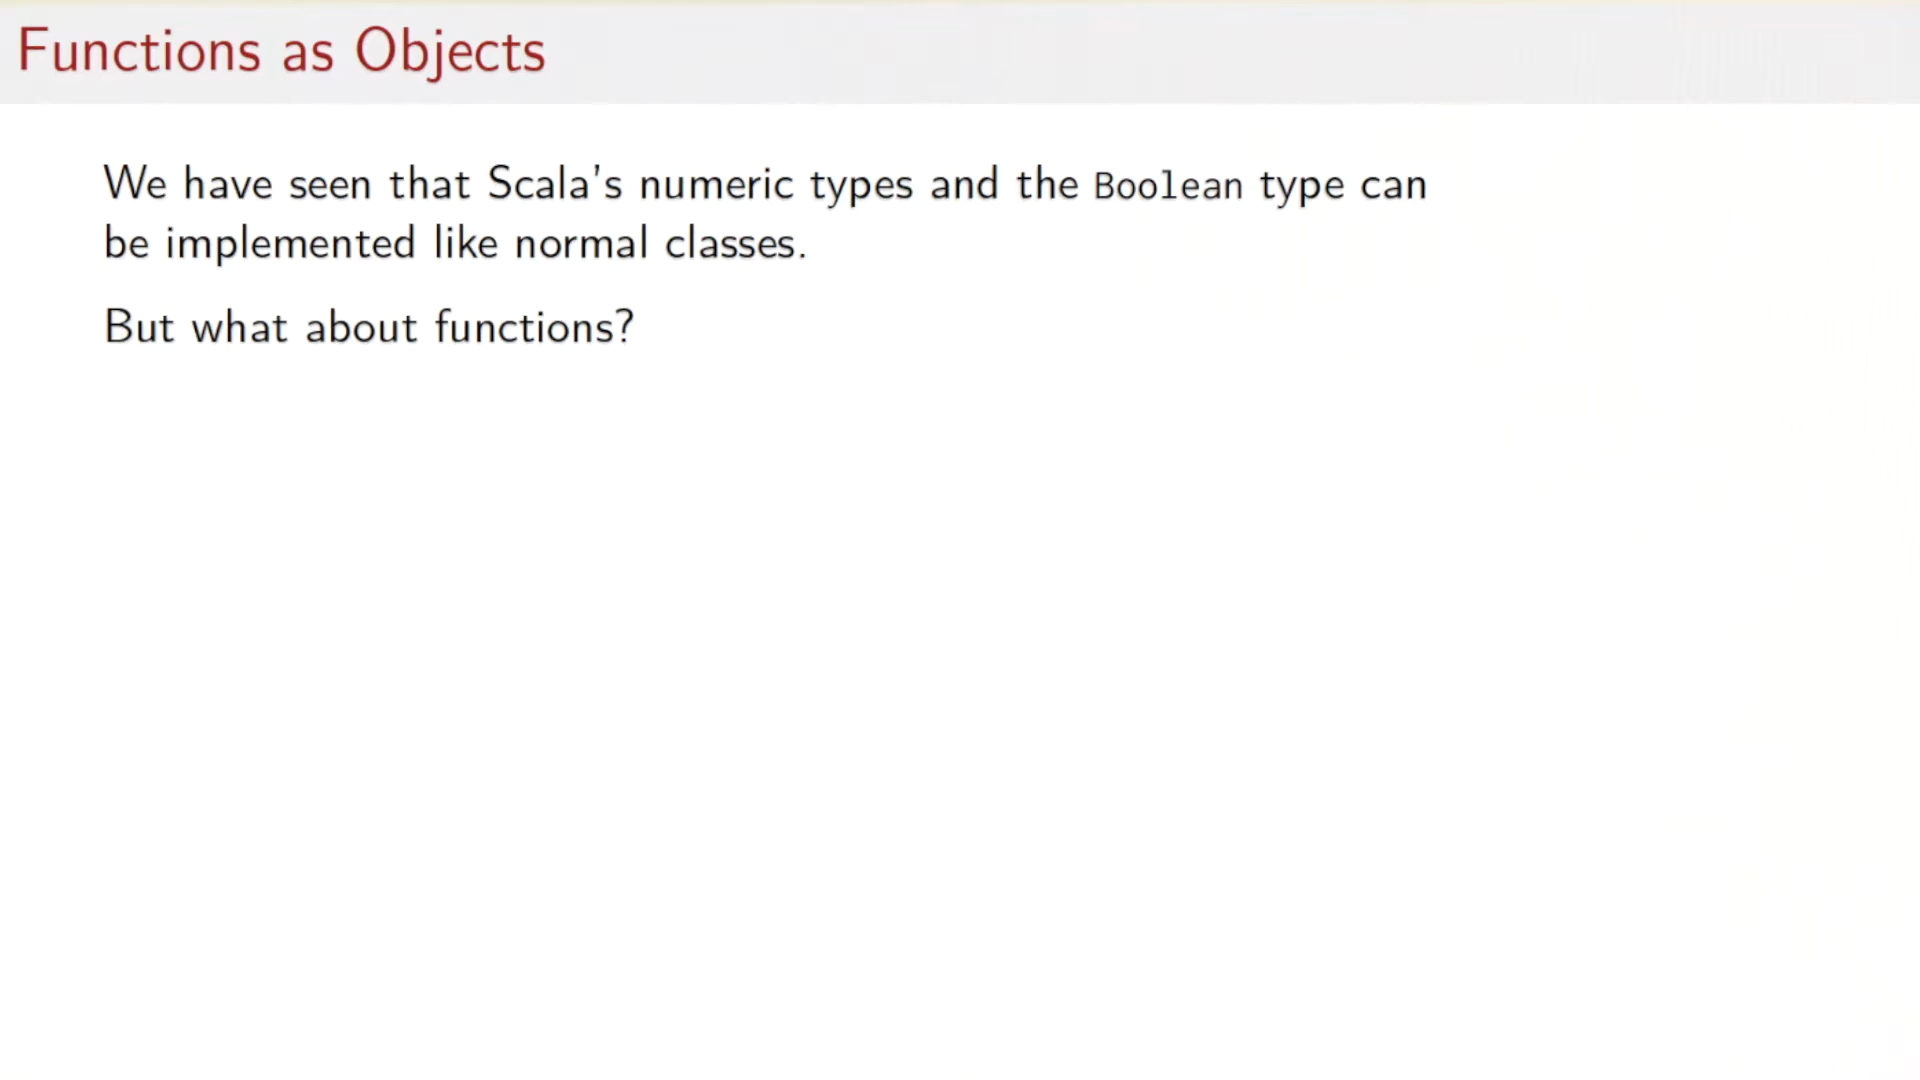 Functions as Objects
We have seen that Scala's numeric types and the Boolean type can
be implemented like normal classes.
But what about functions?